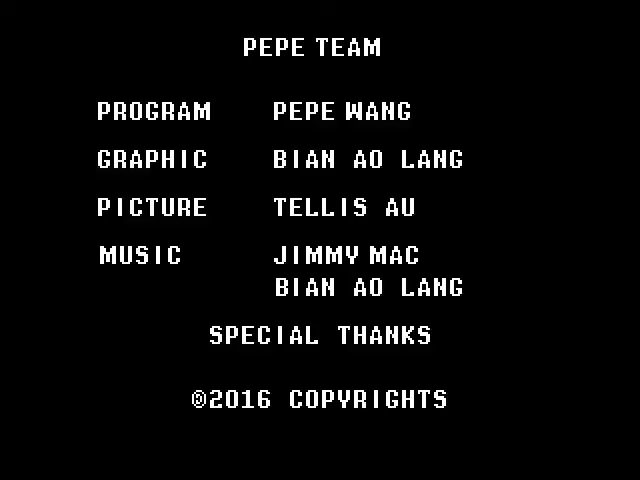 PEPE TEAM
PROGRAM PEPE WANG
GRAPHIC BIAN AO LANG
PICTURE TELLIS AU
MUSIC JIMMY MAC
BIAN AO LANG
SPECIAL THANKS
©2016 COPYRIGHTS